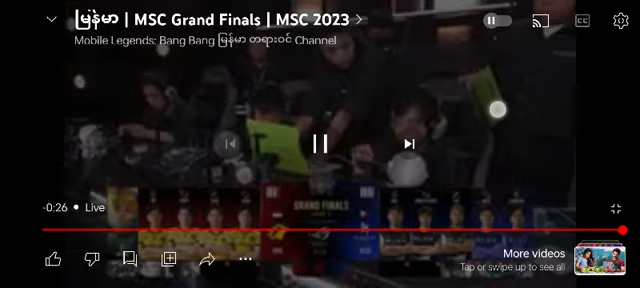 မြန်မာ | MSC Grand Finals | MSC 2023
Mobile Legends: Bang Bang မြန်မာ တရားဝင် Channel
CC
GRAND FINALS
-0:26 • Live
More videos
Tap or swipe up to see all